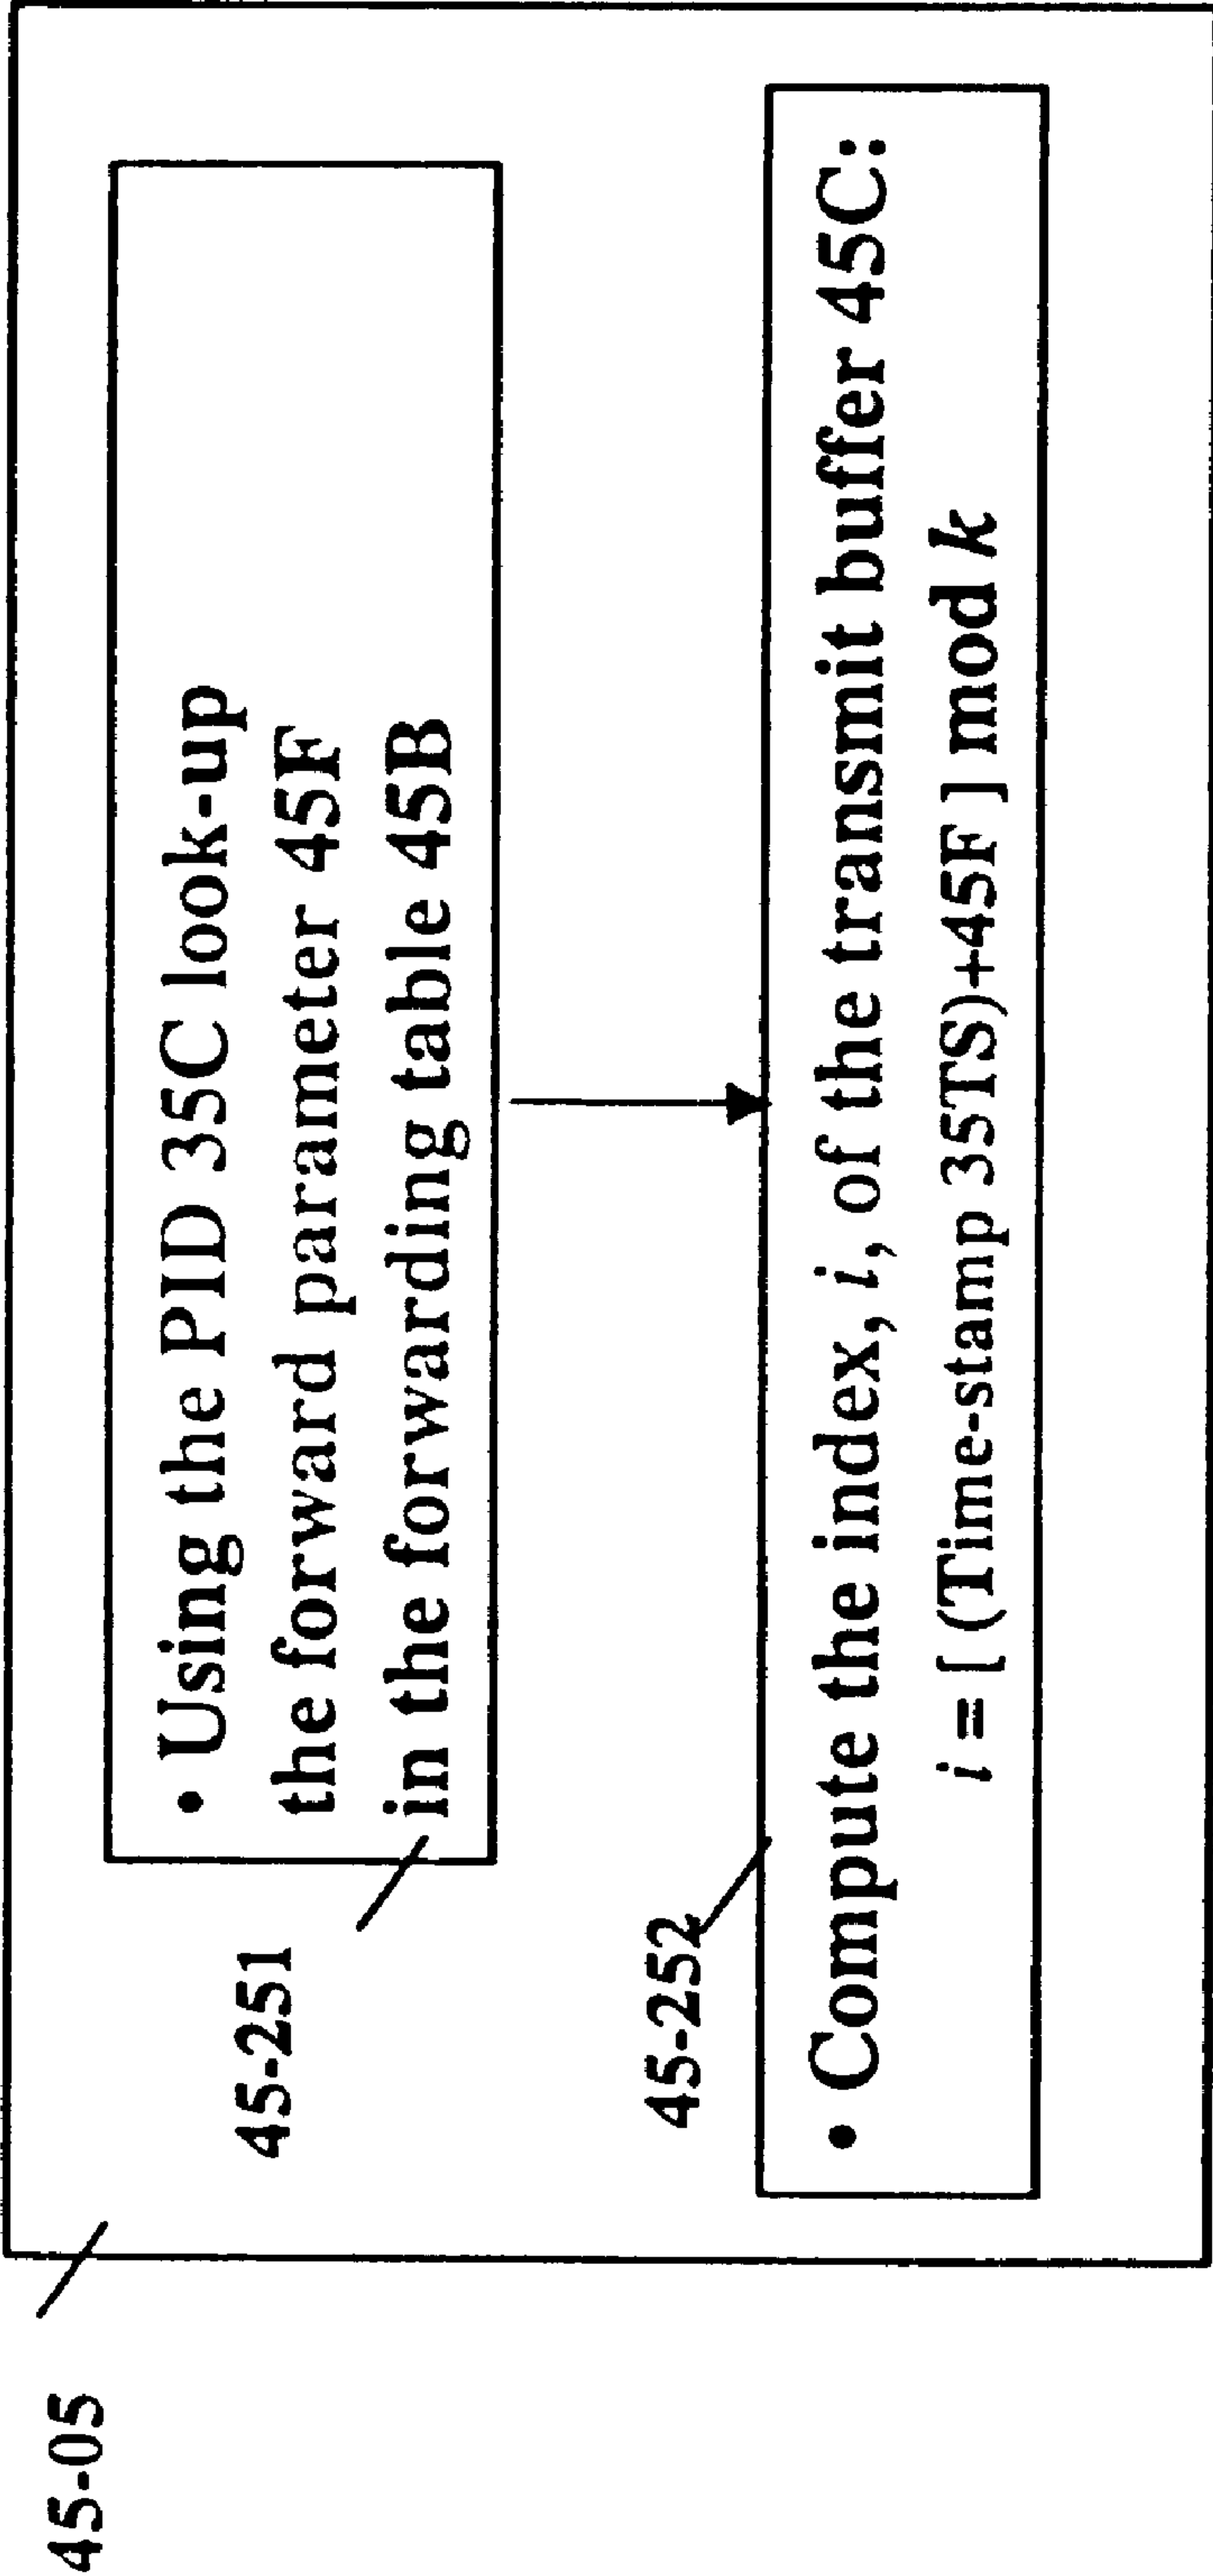 45-05
45-251
• Using the PID 35C look-up
the forward parameter 45F
in the forwarding table 45B
45-252
• Compute the index, i, of the transmit buffer 45C:
i = [ (Time-stamp 35TS)+45F ] mod k